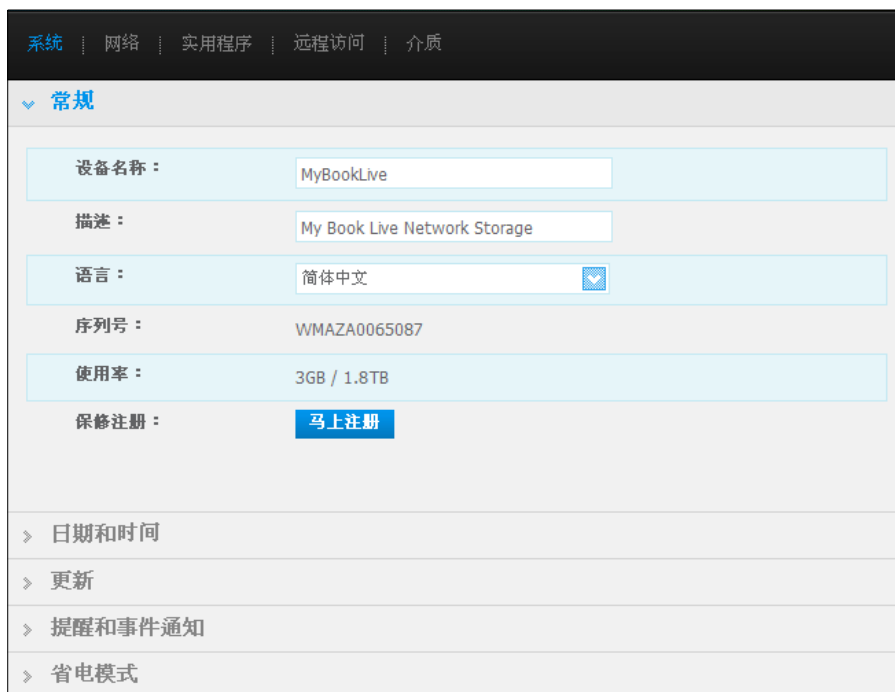 系统 | 网络 | 实用程序 | 远程访问 | 介质
常规
设备名称： MyBookLive
描述： My Book Live Network Storage
语言： 简体中文
序列号： WMAZA0065087
使用率： 3GB / 1.8TB
保修注册： 马上注册
日期和时间
更新
提醒和事件通知
省电模式